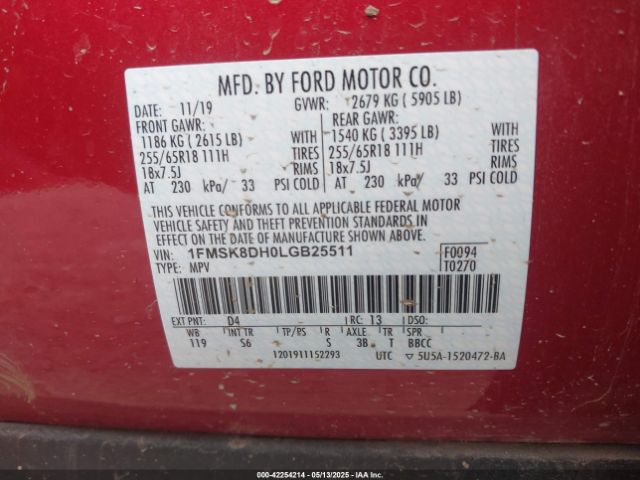 MFD. BY FORD MOTOR CO.
DATE: 11/19 GVWR: 2679 KG ( 5905 LB)
FRONT GAWR: REAR GAWR:
1186 KG ( 2615 LB) WITH 1540 KG ( 3395 LB) WITH
255/65R18 111H TIRES 255/65R18 111H TIRES
18x7.5J RIMS 18x7.5J RIMS
AT 230 kPa/ 33 PSI COLD AT 230 kPa/ 33 PSI COLD
THIS VEHICLE CONFORMS TO ALL APPLICABLE FEDERAL MOTOR
VEHICLE SAFETY AND THEFT PREVENTION STANDARDS IN
EFFECT ON THE DATE OF MANUFACTURE SHOWN ABOVE.
VIN: 1FMSK8DH0LGB25511 F0094
TYPE: MPV T0270
EXT PNT: D4 RC: 13 DSO:
WB INT TR TP/PS R AXLE TR SPR
119 S6 S 3B T BBCC
1201911152293 UTC ▽ 5U5A-1520472-BA
000-42254214 - 05/13/2025 - IAA Inc.